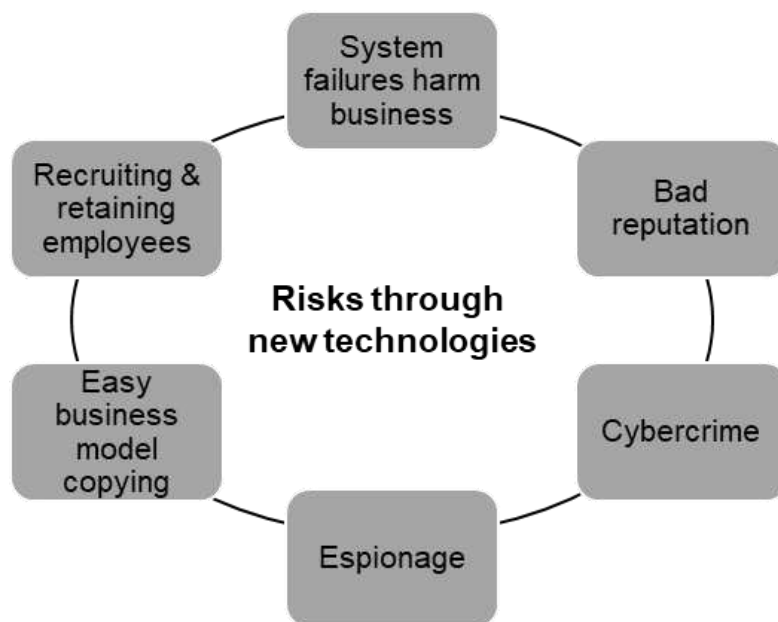 System
failures harm
business
Bad
reputation
Cybercrime
Espionage
Easy
business
model
copying
Recruiting &
retaining
employees
Risks through
new technologies